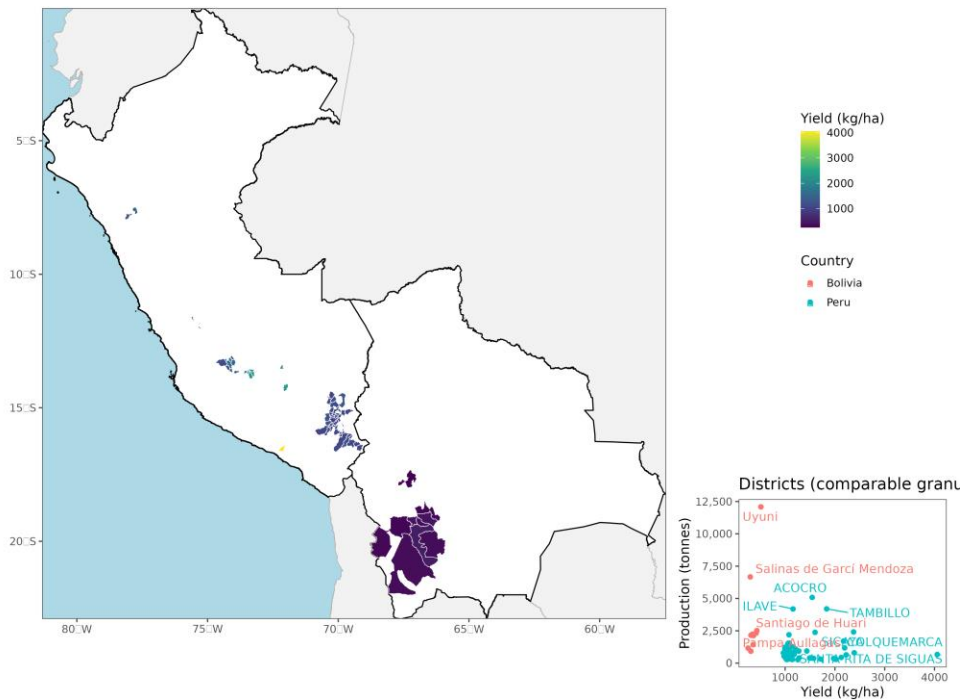 5□S
10□S
15□S
20□S
80□W
75□W
70□W
65□W
60□W
Yield (kg/ha)
4000
3000
2000
1000
Country
Bolivia
Peru
Districts (comparable granu
Production (tonnes)
12,500
10,000
7,500
5,000
2,500
0
Uyuni
Salinas de Garcí Mendoza
ACOCRO
ILAVE
TAMBILLO
Santiago de Huari
COLQUEMARCA
Pampa Aullagas
SANTA RITA DE SIGUAS
0
1000
2000
3000
4000
Yield (kg/ha)